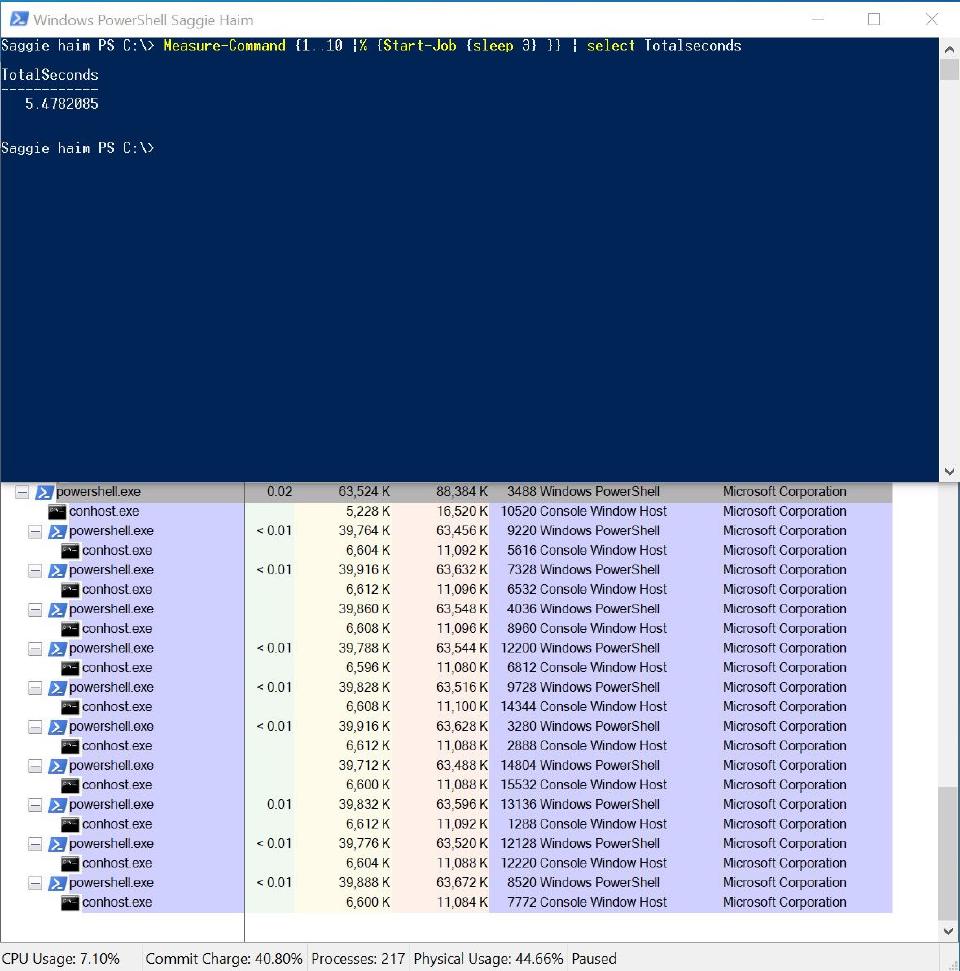 Windows PowerShell Saggie Haim
Saggie haim PS C:\> Measure-Command {1..10 |% {Start-Job {sleep 3} }} | select Totalseconds
TotalSeconds
------------
5.4782085
Saggie haim PS C:\>
powershell.exe 0.02 63,524 K 88,384 K 3488 Windows PowerShell Microsoft Corporation
conhost.exe 5,228 K 16,520 K 10520 Console Window Host Microsoft Corporation
powershell.exe < 0.01 39,764 K 63,456 K 9220 Windows PowerShell Microsoft Corporation
conhost.exe 6,604 K 11,092 K 5616 Console Window Host Microsoft Corporation
powershell.exe < 0.01 39,916 K 63,632 K 7328 Windows PowerShell Microsoft Corporation
conhost.exe 6,612 K 11,096 K 6532 Console Window Host Microsoft Corporation
powershell.exe 39,860 K 63,548 K 4036 Windows PowerShell Microsoft Corporation
conhost.exe 6,608 K 11,096 K 8960 Console Window Host Microsoft Corporation
powershell.exe < 0.01 39,788 K 63,544 K 12200 Windows PowerShell Microsoft Corporation
conhost.exe 6,596 K 11,080 K 6812 Console Window Host Microsoft Corporation
powershell.exe < 0.01 39,828 K 63,516 K 9728 Windows PowerShell Microsoft Corporation
conhost.exe 6,608 K 11,100 K 14344 Console Window Host Microsoft Corporation
powershell.exe < 0.01 39,916 K 63,628 K 3280 Windows PowerShell Microsoft Corporation
conhost.exe 6,612 K 11,088 K 2888 Console Window Host Microsoft Corporation
powershell.exe 39,712 K 63,488 K 14804 Windows PowerShell Microsoft Corporation
conhost.exe 6,600 K 11,088 K 15532 Console Window Host Microsoft Corporation
powershell.exe 0.01 39,832 K 63,596 K 13136 Windows PowerShell Microsoft Corporation
conhost.exe 6,612 K 11,092 K 1288 Console Window Host Microsoft Corporation
powershell.exe < 0.01 39,776 K 63,520 K 12128 Windows PowerShell Microsoft Corporation
conhost.exe 6,604 K 11,088 K 12220 Console Window Host Microsoft Corporation
powershell.exe < 0.01 39,888 K 63,672 K 8520 Windows PowerShell Microsoft Corporation
conhost.exe 6,600 K 11,084 K 7772 Console Window Host Microsoft Corporation
CPU Usage: 7.10% Commit Charge: 40.80% Processes: 217 Physical Usage: 44.66% Paused